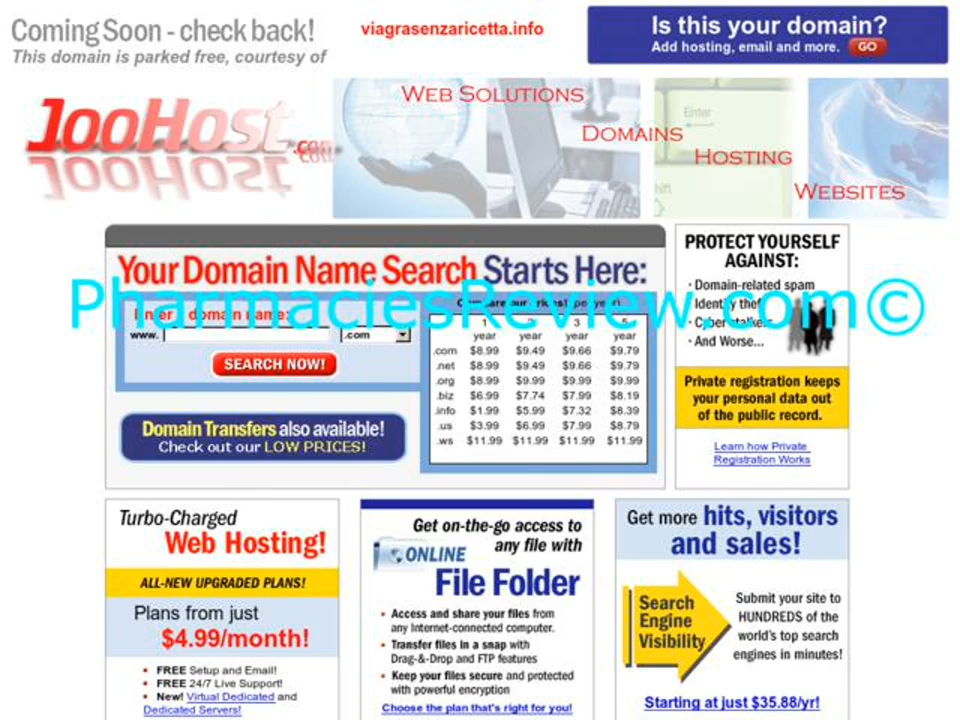 Coming Soon - check back!
This domain is parked free, courtesy of
viagrasenzaricetta.info
Is this your domain?
Add hosting, email and more. GO
JooHost.com
Web Solutions
Domains
Hosting
Websites
Your Domain Name Search Starts Here:
PharmaciesReview.com©
Enter a domain name:
www. .com
SEARCH NOW!
Domain Transfers also available!
Check out our LOW PRICES!
Compare our prices! (per year)
1 year 2 year 3 year 5 year
.com $8.99 $9.49 $9.66 $9.79
.net $8.99 $9.49 $9.66 $9.79
.org $8.99 $9.99 $9.99 $9.99
.biz $6.99 $7.74 $7.99 $8.19
.info $1.99 $5.99 $7.32 $8.39
.us $3.99 $6.99 $7.99 $8.79
.ws $11.99 $11.99 $11.99 $11.99
PROTECT YOURSELF
AGAINST:
· Domain-related spam
· Identity theft
· Cyber-stalkers
· And Worse...
Private registration keeps
your personal data out
of the public record.
Learn how Private
Registration Works
Turbo-Charged
Web Hosting!
ALL-NEW UPGRADED PLANS!
Plans from just
$4.99/month!
FREE Setup and Email!
FREE 24/7 Live Support!
New! Virtual Dedicated and
Dedicated Servers!
Get on-the-go access to
any file with
ONLINE
File Folder
Access and share your files from
any Internet-connected computer.
Transfer files in a snap with
Drag-&-Drop and FTP features
Keep your files secure and protected
with powerful encryption
Choose the plan that's right for you!
Get more hits, visitors
and sales!
Search
Engine
Visibility
Submit your site to
HUNDREDS of the
world's top search
engines in minutes!
Starting at just $35.88/yr!